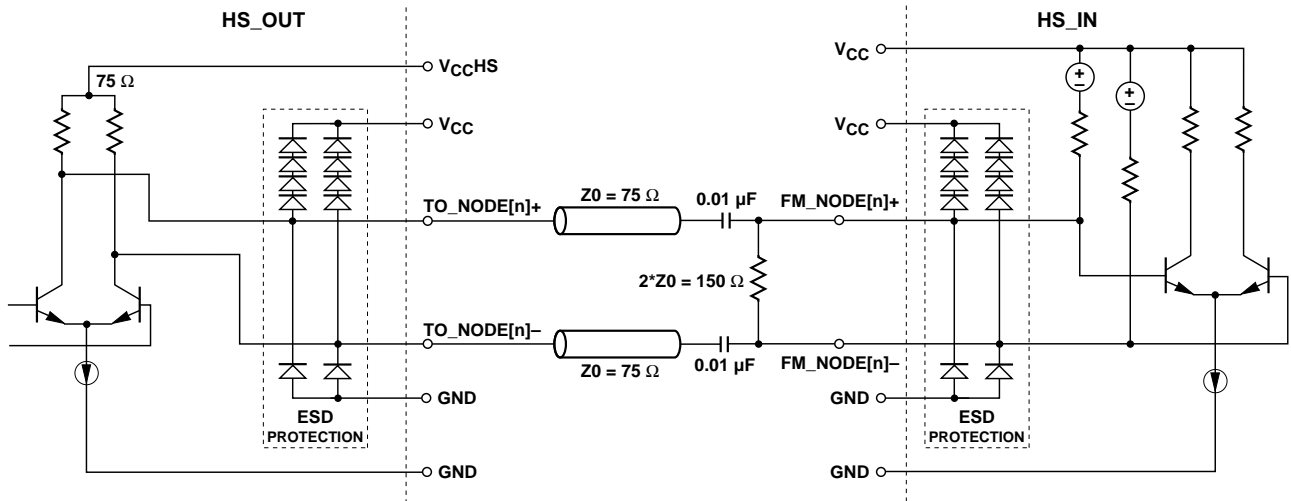 HS_OUT
HS_IN
75 Ω
VCCHS
VCC
VCC
VCC
+
−
+
−
TO_NODE[n]+
Z0 = 75 Ω
0.01 µF
FM_NODE[n]+
2*Z0 = 150 Ω
TO_NODE[n]−
Z0 = 75 Ω
0.01 µF
FM_NODE[n]−
GND
GND
ESD
PROTECTION
ESD
PROTECTION
GND
GND